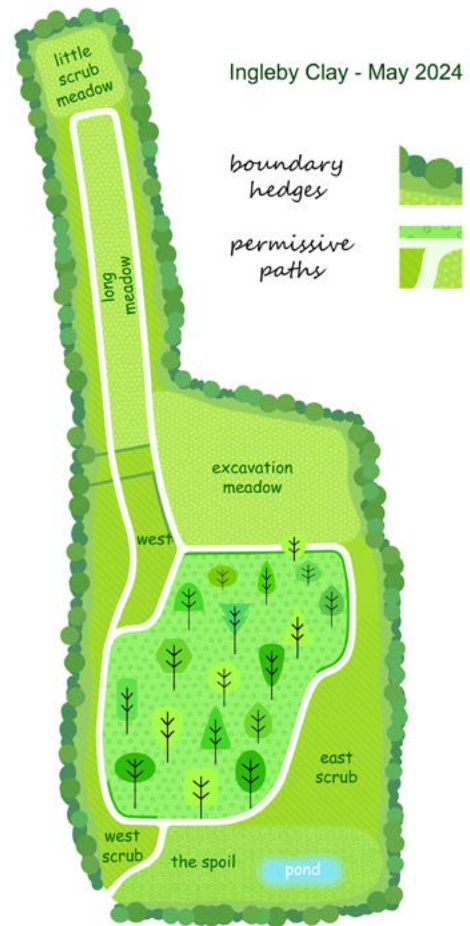 little
scrub
meadow
Ingleby Clay - May 2024
boundary
hedges
permissive
paths
long
meadow
excavation
meadow
west
east
scrub
west
scrub
the spoil
pond